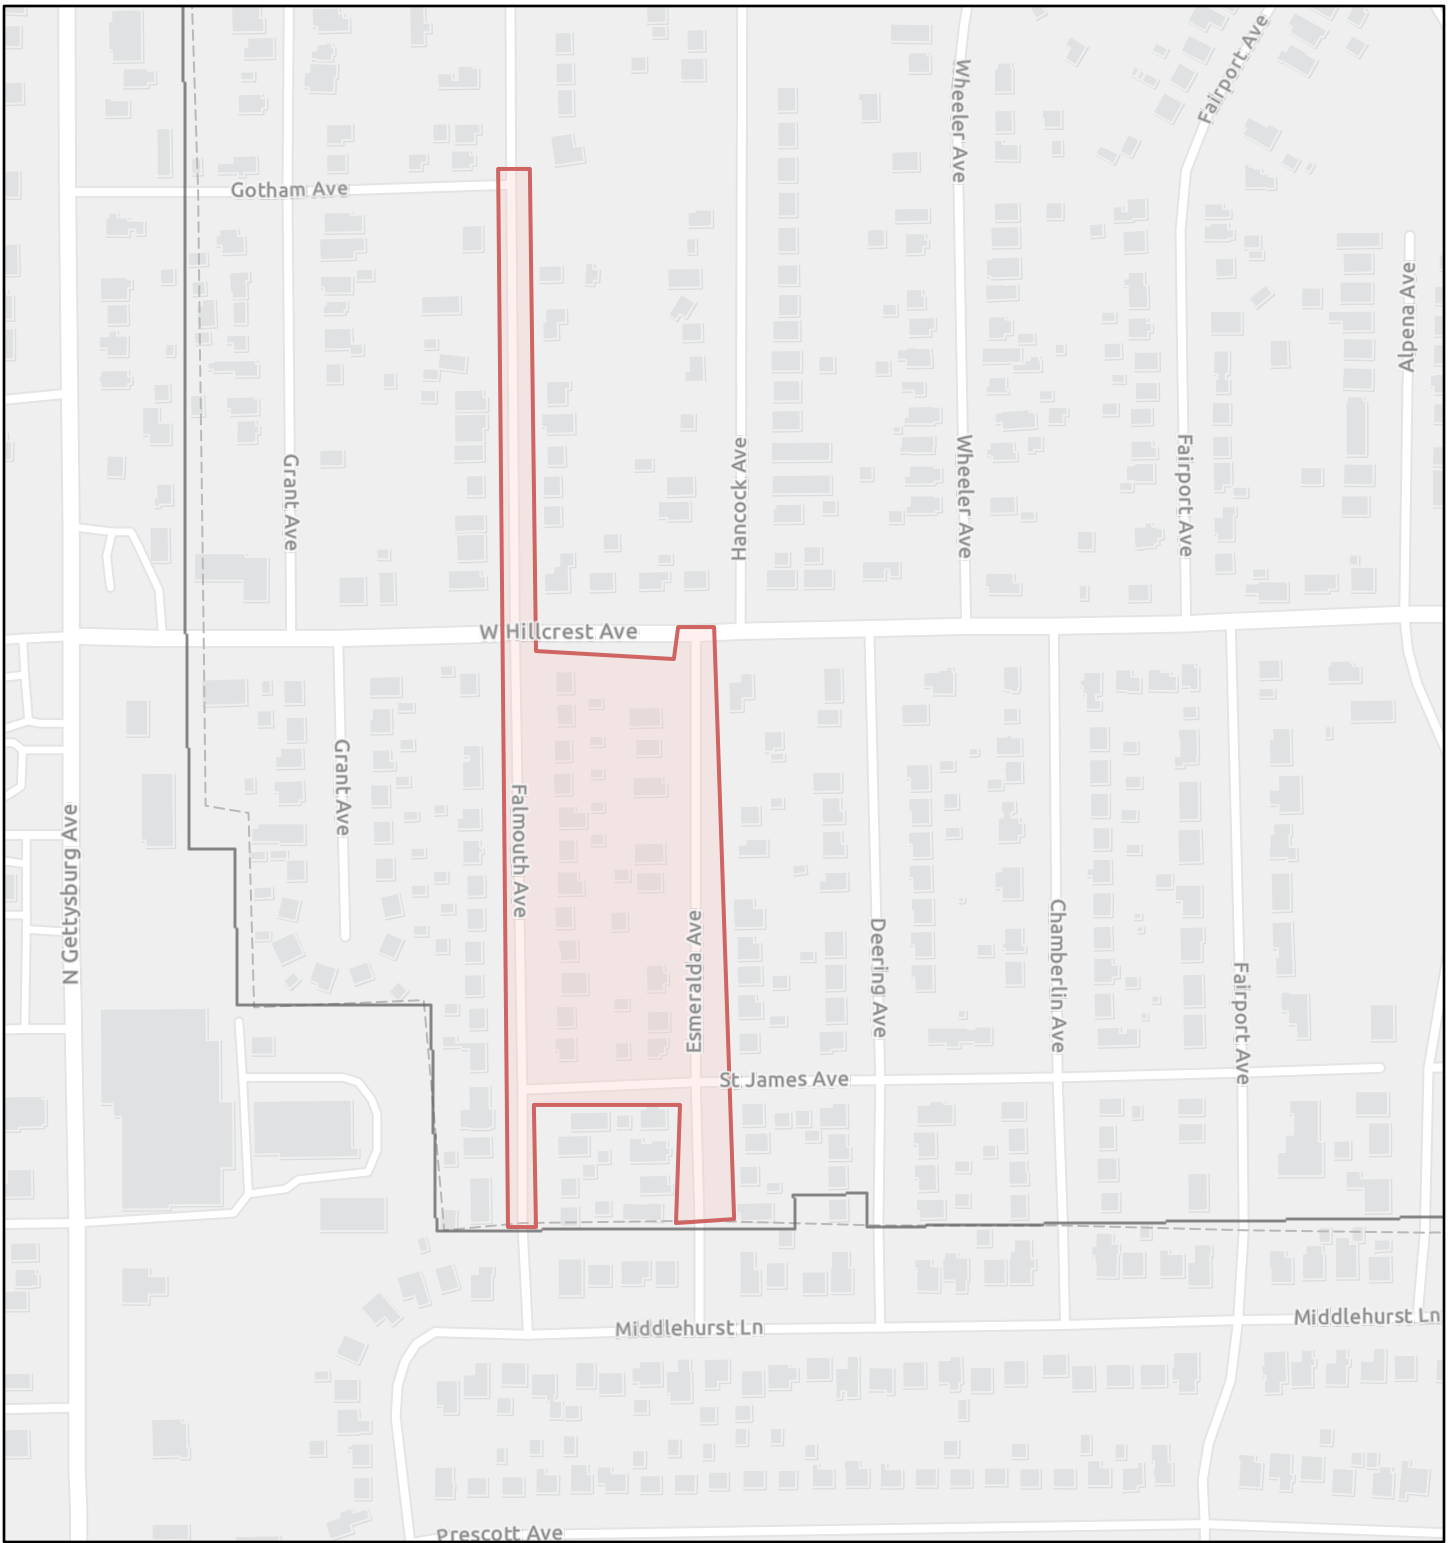 Fairport Ave
Wheeler Ave
Gotham Ave
Alpena Ave
Grant Ave
Hancock Ave
Wheeler Ave
Fairport Ave
W Hillcrest Ave
Grant Ave
Falmouth Ave
N Gettysburg Ave
Esmeralda Ave
Deering Ave
Chamberlin Ave
Fairport Ave
St James Ave
Middlehurst Ln
Middlehurst Ln
Prescott Ave